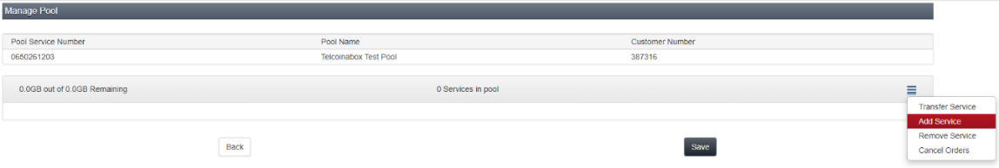 Manage Pool
Pool Service Number Pool Name Customer Number
0650261203 Telcoinabox Test Pool 387316
0.0GB out of 0.0GB Remaining 0 Services in pool
Transfer Service
Add Service
Remove Service
Cancel Orders
Back Save